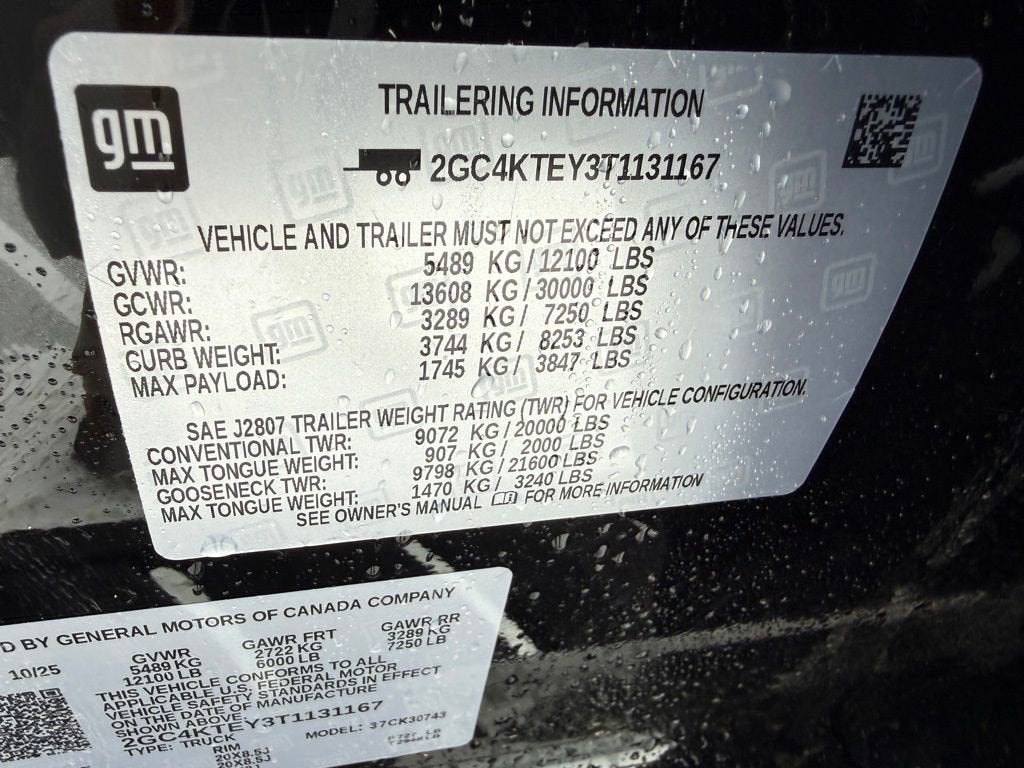 gm
TRAILERING INFORMATION
2GC4KTEY3T1131167
VEHICLE AND TRAILER MUST NOT EXCEED ANY OF THESE VALUES.
GVWR: 5489 KG/12100 LBS
GCWR: 13608 KG/30000 LBS
RGAWR: 3289 KG/ 7250 LBS
CURB WEIGHT: 3744 KG/ 8253 LBS
MAX PAYLOAD: 1745 KG/ 3847 LBS
SAE J2807 TRAILER WEIGHT RATING (TWR) FOR VEHICLE CONFIGURATION.
CONVENTIONAL TWR: 9072 KG/20000 LBS
MAX TONGUE WEIGHT: 907 KG/ 2000 LBS
GOOSENECK TWR: 9798 KG/21600 LBS
MAX TONGUE WEIGHT: 1470 KG/ 3240 LBS
SEE OWNER'S MANUAL FOR MORE INFORMATION
D BY GENERAL MOTORS OF CANADA COMPANY
10/25 GVWR GAWR FRT GAWR RR
5489 KG 2722 KG 3289 KG
12100 LB 6000 LB 7250 LB
THIS VEHICLE CONFORMS TO ALL
APPLICABLE U.S. FEDERAL MOTOR
VEHICLE SAFETY STANDARDS IN EFFECT
ON THE DATE OF MANUFACTURE
SHOWN ABOVE.
2GC4KTEY3T1131167
TYPE: TRUCK MODEL: 37CK30743
RIM
20X8.5J
20X8.5J